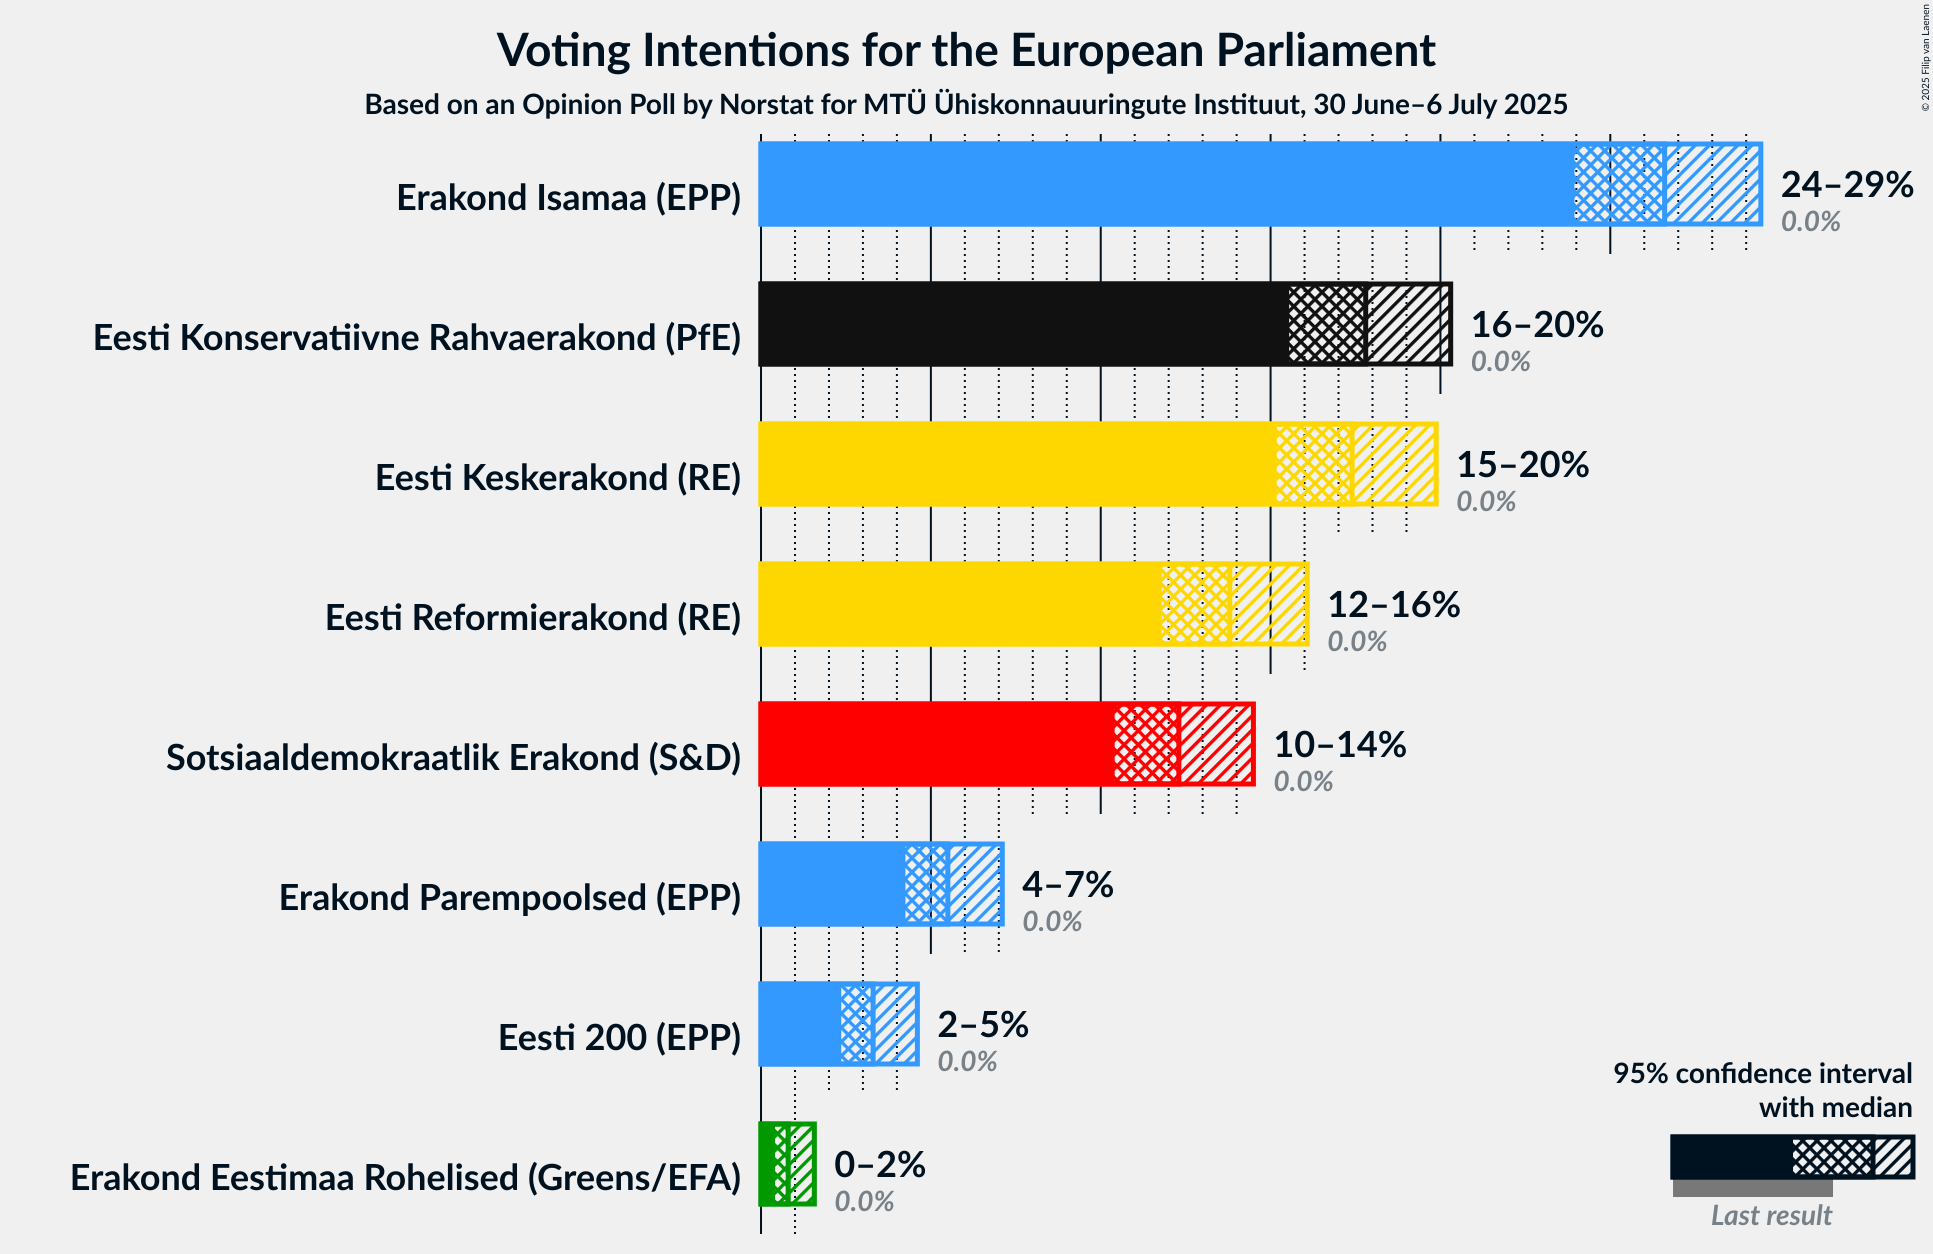 Voting Intentions for the European Parliament
Based on an Opinion Poll by Norstat for MTÜ Ühiskonnauuringute Instituut, 30 June–6 July 2025
© 2025 Filip van Laenen
Erakond Isamaa (EPP)
24–29%
0.0%
Eesti Konservatiivne Rahvaerakond (PfE)
16–20%
0.0%
Eesti Keskerakond (RE)
15–20%
0.0%
Eesti Reformierakond (RE)
12–16%
0.0%
Sotsiaaldemokraatlik Erakond (S&D)
10–14%
0.0%
Erakond Parempoolsed (EPP)
4–7%
0.0%
Eesti 200 (EPP)
2–5%
0.0%
Erakond Eestimaa Rohelised (Greens/EFA)
0–2%
0.0%
95% confidence interval
with median
Last result